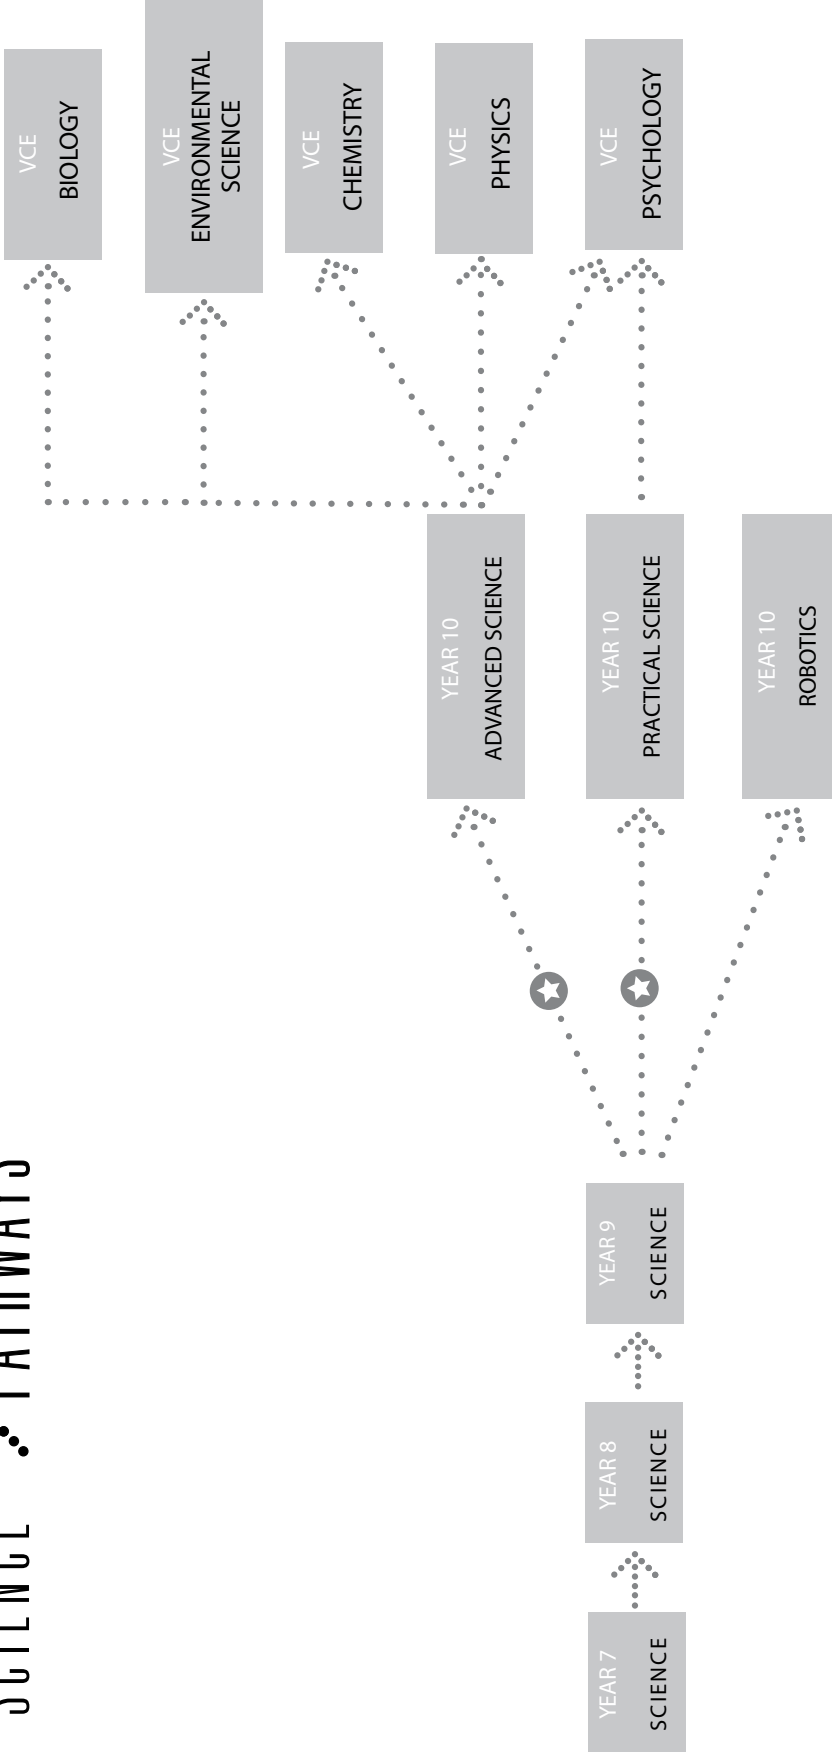 SCIENCE PATHWAYS
YEAR 7
SCIENCE
YEAR 8
SCIENCE
YEAR 9
SCIENCE
YEAR 10
ADVANCED SCIENCE
YEAR 10
PRACTICAL SCIENCE
YEAR 10
ROBOTICS
VCE
BIOLOGY
VCE
ENVIRONMENTAL
SCIENCE
VCE
CHEMISTRY
VCE
PHYSICS
VCE
PSYCHOLOGY